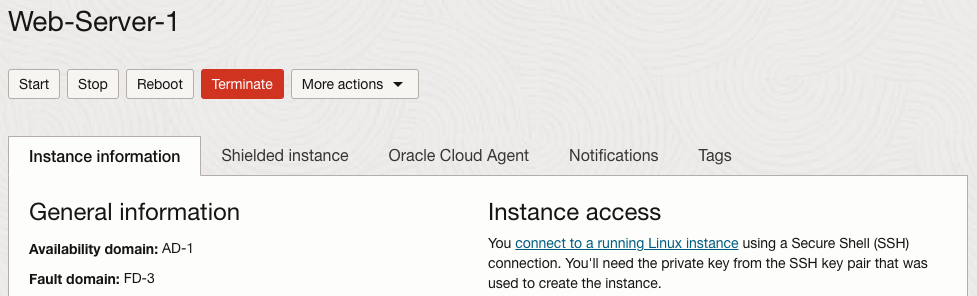 Web-Server-1
Start Stop Reboot Terminate More actions
Instance information Shielded instance Oracle Cloud Agent Notifications Tags
General information
Availability domain: AD-1
Fault domain: FD-3
Instance access
You connect to a running Linux instance using a Secure Shell (SSH)
connection. You'll need the private key from the SSH key pair that was
used to create the instance.